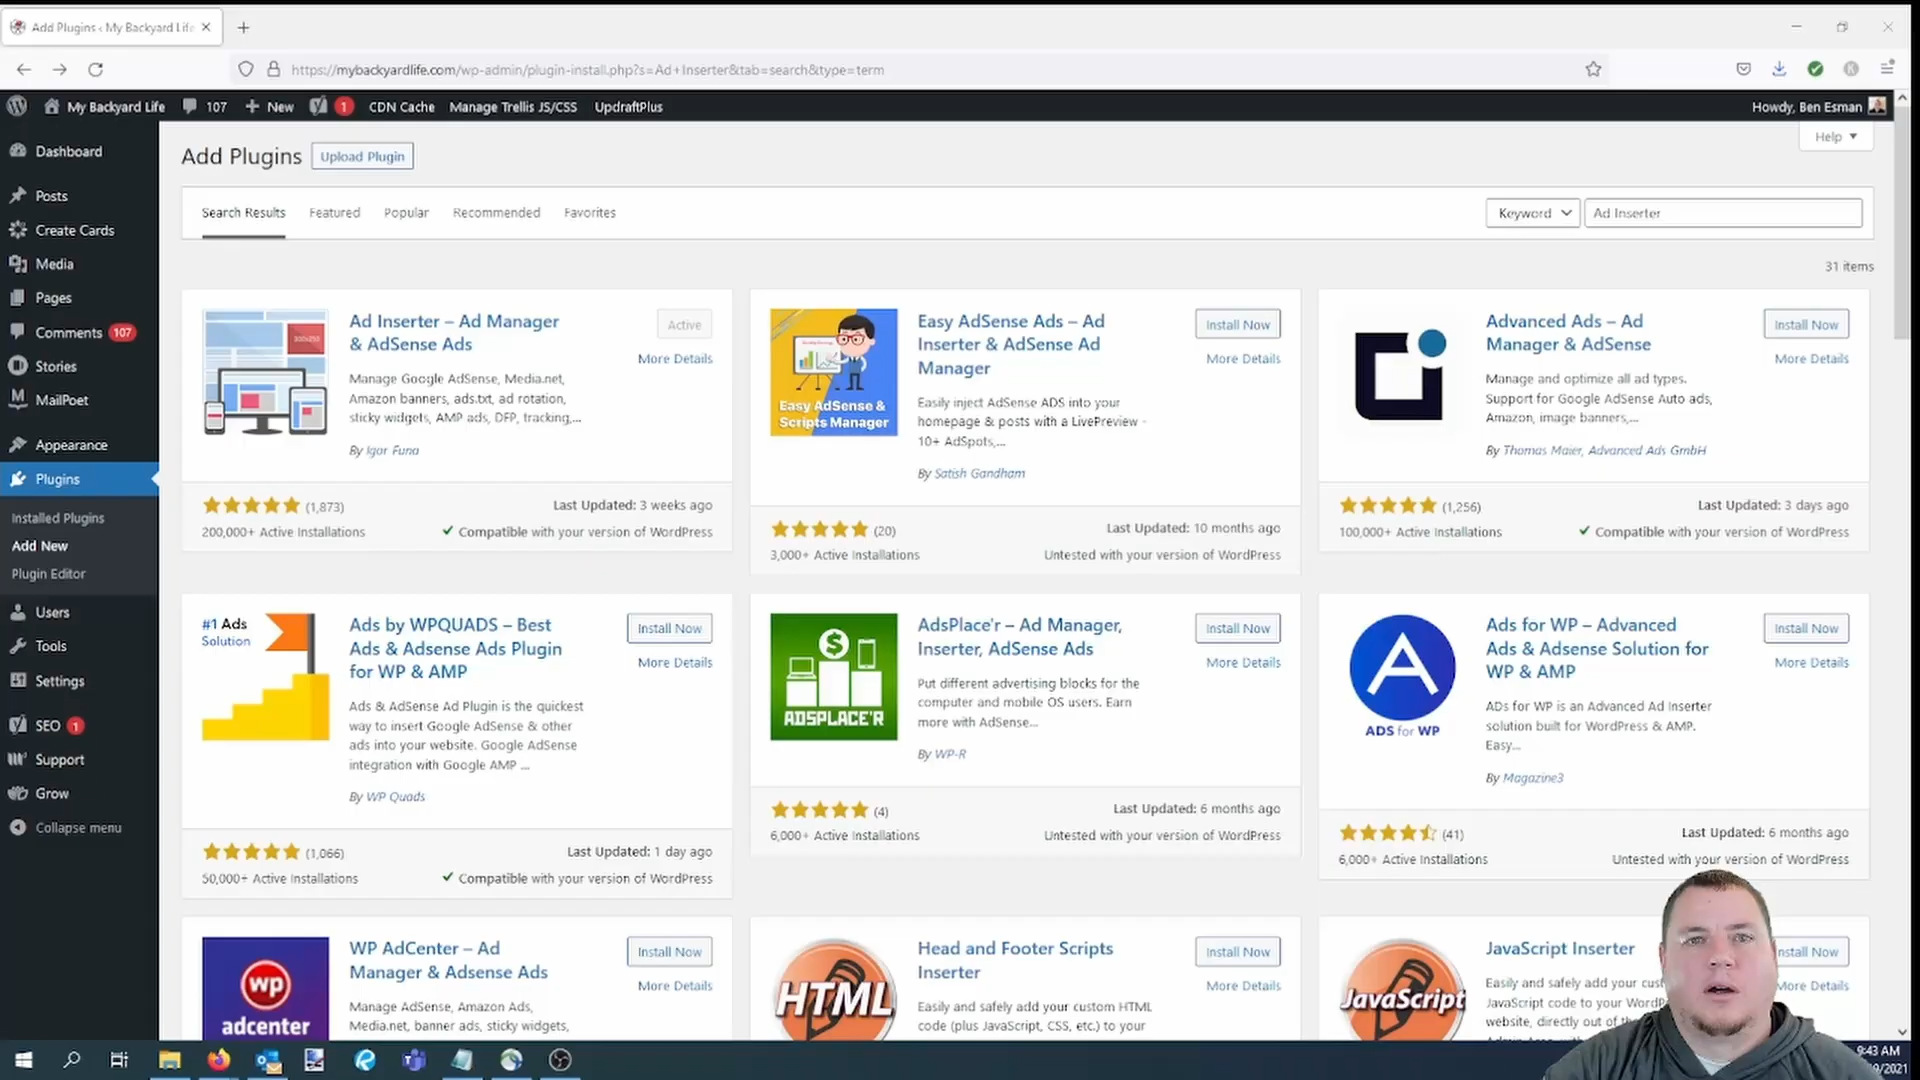 Add Plugins ‹ My Backyard Life
https://mybackyardlife.com/wp-admin/plugin-install.php?s=Ad+Inserter&tab=search&type=term
My Backyard Life 107 New 1 CDN Cache Manage Trellis JS/CSS UpdraftPlus Howdy, Ben Esman
Dashboard
Posts
Create Cards
Media
Pages
Comments 107
Stories
MailPoet
Appearance
Plugins
Installed Plugins
Add New
Plugin Editor
Users
Tools
Settings
SEO 1
Support
Grow
Collapse menu
Help
Add Plugins Upload Plugin
Search Results Featured Popular Recommended Favorites Keyword Ad Inserter
31 items
300x250
Ad Inserter – Ad Manager
& AdSense Ads
Active
More Details
Manage Google AdSense, Media.net,
Amazon banners, ads.txt, ad rotation,
sticky widgets, AMP ads, DFP, tracking,...
By Igor Funa
(1,873)
Last Updated: 3 weeks ago
200,000+ Active Installations
Compatible with your version of WordPress
Easy AdSense &
Scripts Manager
Easy AdSense Ads – Ad
Inserter & AdSense Ad
Manager
Install Now
More Details
Easily inject AdSense ADS into your
homepage & posts with a LivePreview -
10+ AdSpots,...
By Satish Gandham
(20)
Last Updated: 10 months ago
3,000+ Active Installations
Untested with your version of WordPress
Advanced Ads – Ad
Manager & AdSense
Install Now
More Details
Manage and optimize all ad types.
Support for Google AdSense Auto ads,
Amazon, image banners,...
By Thomas Maier, Advanced Ads GmbH
(1,256)
Last Updated: 3 days ago
100,000+ Active Installations
Compatible with your version of WordPress
#1 Ads
Solution
Ads by WPQUADS – Best
Ads & Adsense Ads Plugin
for WP & AMP
Install Now
More Details
Ads & AdSense Ad Plugin is the quickest
way to insert Google AdSense & other
ads into your website. Google AdSense
integration with Google AMP ...
By WP Quads
(1,066)
Last Updated: 1 day ago
50,000+ Active Installations
Compatible with your version of WordPress
ADSPLACE'R
AdsPlace'r – Ad Manager,
Inserter, AdSense Ads
Install Now
More Details
Put different advertising blocks for the
computer and mobile OS users. Earn
more with AdSense...
By WP-R
(4)
Last Updated: 6 months ago
6,000+ Active Installations
Untested with your version of WordPress
ADS for WP
Ads for WP – Advanced
Ads & Adsense Solution for
WP & AMP
Install Now
More Details
ADs for WP is an Advanced Ad Inserter
solution built for WordPress & AMP.
Easy...
By Magazine3
(41)
Last Updated: 6 months ago
6,000+ Active Installations
Untested with your version of WordPress
wp
adcenter
WP AdCenter – Ad
Manager & Adsense Ads
Install Now
More Details
Manage AdSense, Amazon Ads,
Media.net, banner ads, sticky widgets,
HTML
Head and Footer Scripts
Inserter
Install Now
More Details
Easily and safely add your custom HTML
code (plus JavaScript, CSS, etc.) to your
JavaScript
JavaScript Inserter
Install Now
More Details
Easily and safely add your
JavaScript code to your
website, directly out of
9:43 AM